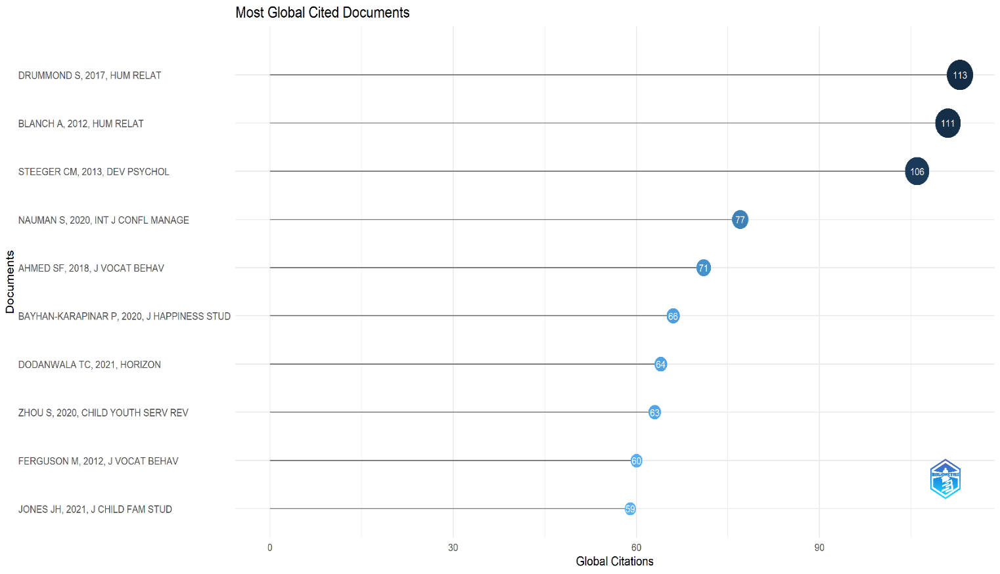 Most Global Cited Documents
DRUMMOND S, 2017, HUM RELAT
113
BLANCH A, 2012, HUM RELAT
111
STEEGER CM, 2013, DEV PSYCHOL
106
NAUMAN S, 2020, INT J CONFL MANAGE
77
AHMED SF, 2018, J VOCAT BEHAV
71
Documents
BAYHAN-KARAPINAR P, 2020, J HAPPINESS STUD
66
DODANWALA TC, 2021, HORIZON
64
ZHOU S, 2020, CHILD YOUTH SERV REV
63
FERGUSON M, 2012, J VOCAT BEHAV
60
BIBLIOMETRIX
JONES JH, 2021, J CHILD FAM STUD
59
0 30 60 90
Global Citations